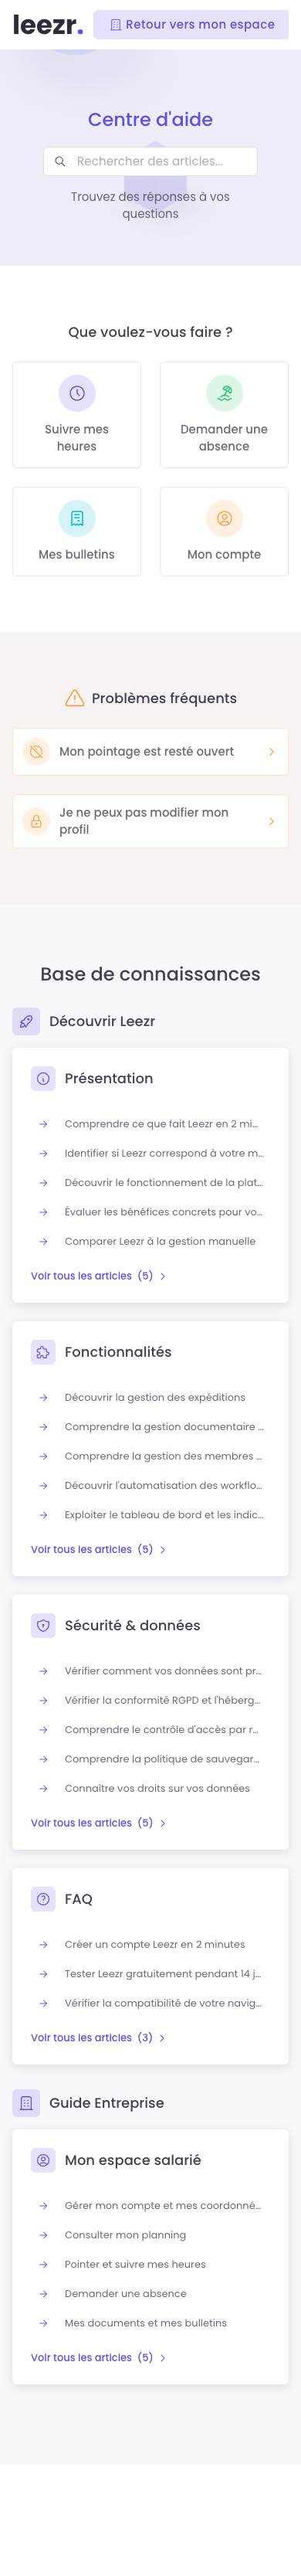 leezr.
Retour vers mon espace
Centre d'aide
Rechercher des articles...
Trouvez des réponses à vos
questions
Que voulez-vous faire ?
Suivre mes
heures
Demander une
absence
Mes bulletins
Mon compte
Problèmes fréquents
Mon pointage est resté ouvert
Je ne peux pas modifier mon
profil
Base de connaissances
Découvrir Leezr
Présentation
Comprendre ce que fait Leezr en 2 mi...
Identifier si Leezr correspond à votre m...
Découvrir le fonctionnement de la plat...
Évaluer les bénéfices concrets pour vo...
Comparer Leezr à la gestion manuelle
Voir tous les articles (5)
Fonctionnalités
Découvrir la gestion des expéditions
Comprendre la gestion documentaire ...
Comprendre la gestion des membres ...
Découvrir l'automatisation des workflo...
Exploiter le tableau de bord et les indic...
Voir tous les articles (5)
Sécurité & données
Vérifier comment vos données sont pr...
Vérifier la conformité RGPD et l'héberg...
Comprendre le contrôle d'accès par r...
Comprendre la politique de sauvegar...
Connaître vos droits sur vos données
Voir tous les articles (5)
FAQ
Créer un compte Leezr en 2 minutes
Tester Leezr gratuitement pendant 14 j...
Vérifier la compatibilité de votre navig...
Voir tous les articles (3)
Guide Entreprise
Mon espace salarié
Gérer mon compte et mes coordonné...
Consulter mon planning
Pointer et suivre mes heures
Demander une absence
Mes documents et mes bulletins
Voir tous les articles (5)